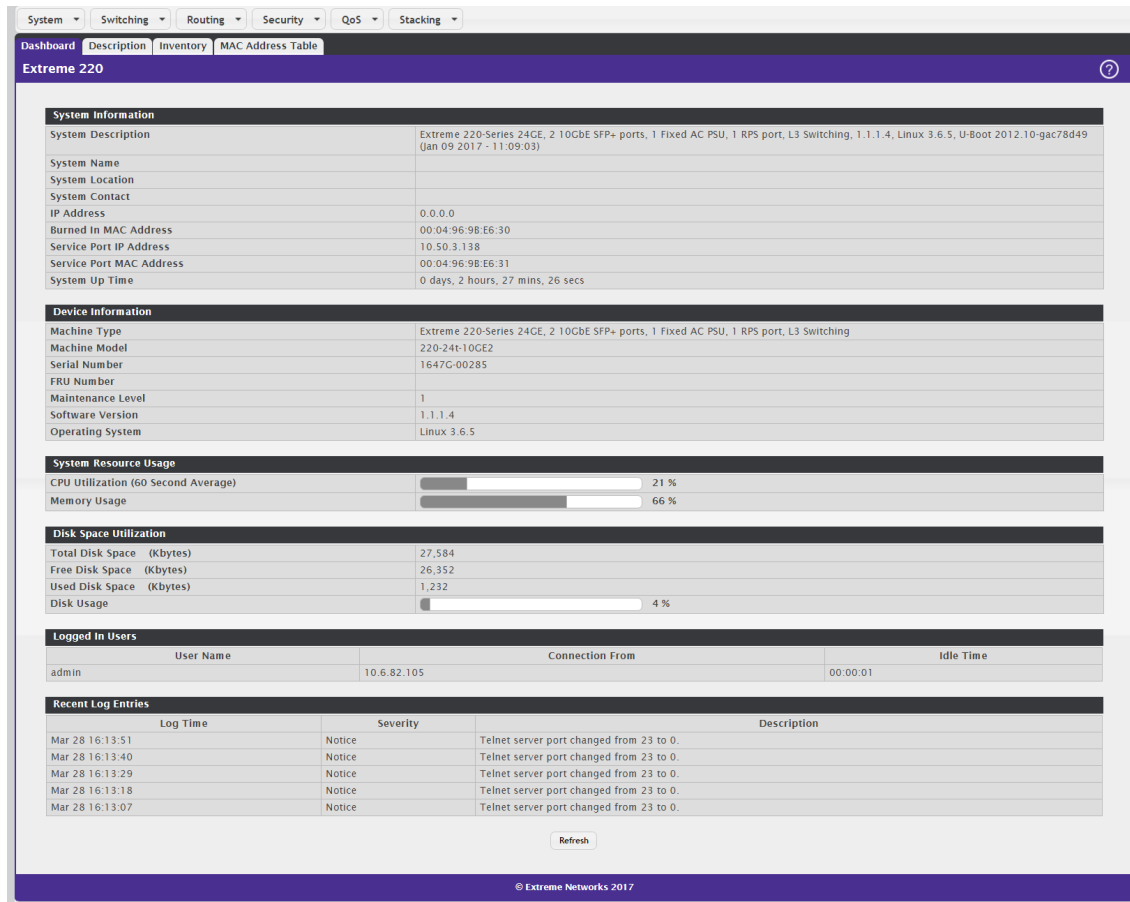 System Switching Routing Security QoS Stacking
Dashboard Description Inventory MAC Address Table
Extreme 220 ?
System Information
System Description Extreme 220-Series 24GE, 2 10GbE SFP+ ports, 1 Fixed AC PSU, 1 RPS port, L3 Switching, 1.1.1.4, Linux 3.6.5, U-Boot 2012.10-gac78d49
(Jan 09 2017 - 11:09:03)
System Name
System Location
System Contact
IP Address 0.0.0.0
Burned In MAC Address 00:04:96:9B:E6:30
Service Port IP Address 10.50.3.138
Service Port MAC Address 00:04:96:9B:E6:31
System Up Time 0 days, 2 hours, 27 mins, 26 secs
Device Information
Machine Type Extreme 220-Series 24GE, 2 10GbE SFP+ ports, 1 Fixed AC PSU, 1 RPS port, L3 Switching
Machine Model 220-24t-10GE2
Serial Number 1647G-00285
FRU Number
Maintenance Level 1
Software Version 1.1.1.4
Operating System Linux 3.6.5
System Resource Usage
CPU Utilization (60 Second Average) 21 %
Memory Usage 66 %
Disk Space Utilization
Total Disk Space (Kbytes) 27,584
Free Disk Space (Kbytes) 26,352
Used Disk Space (Kbytes) 1,232
Disk Usage 4 %
Logged In Users
User Name Connection From Idle Time
admin 10.6.82.105 00:00:01
Recent Log Entries
Log Time Severity Description
Mar 28 16:13:51 Notice Telnet server port changed from 23 to 0.
Mar 28 16:13:40 Notice Telnet server port changed from 23 to 0.
Mar 28 16:13:29 Notice Telnet server port changed from 23 to 0.
Mar 28 16:13:18 Notice Telnet server port changed from 23 to 0.
Mar 28 16:13:07 Notice Telnet server port changed from 23 to 0.
Refresh
© Extreme Networks 2017